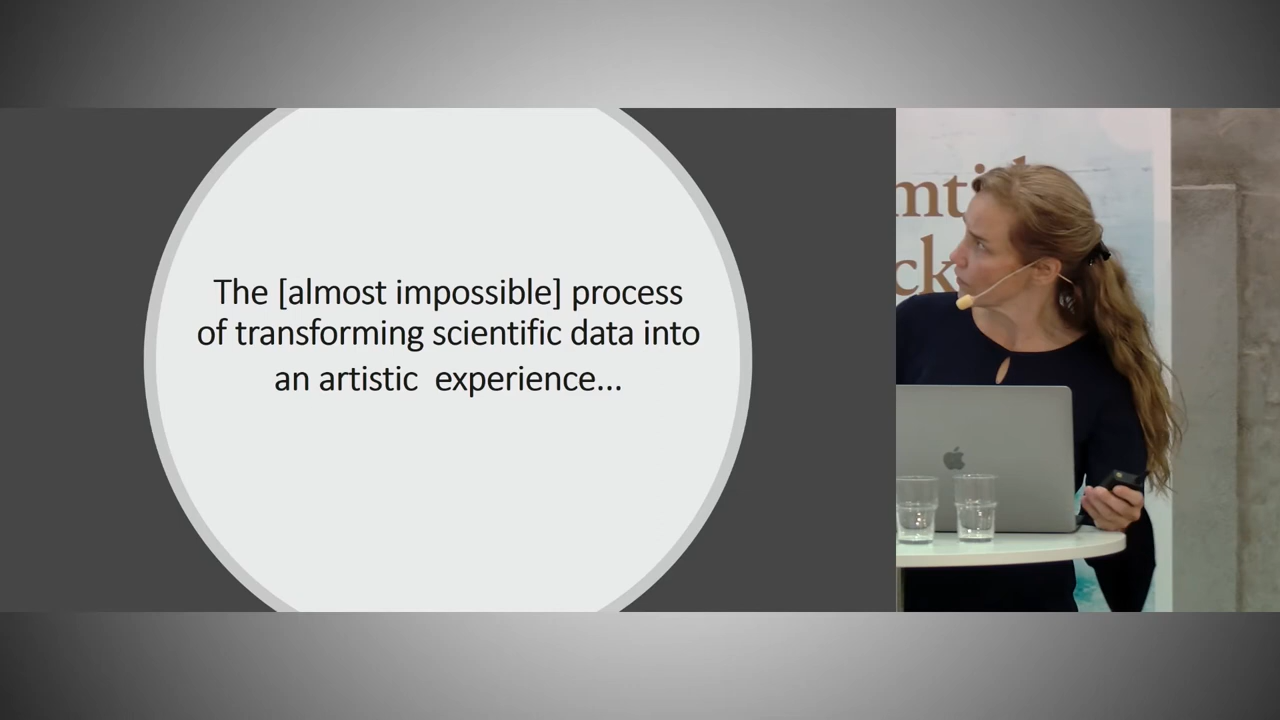 The [almost impossible] process
of transforming scientific data into
an artistic  experience...